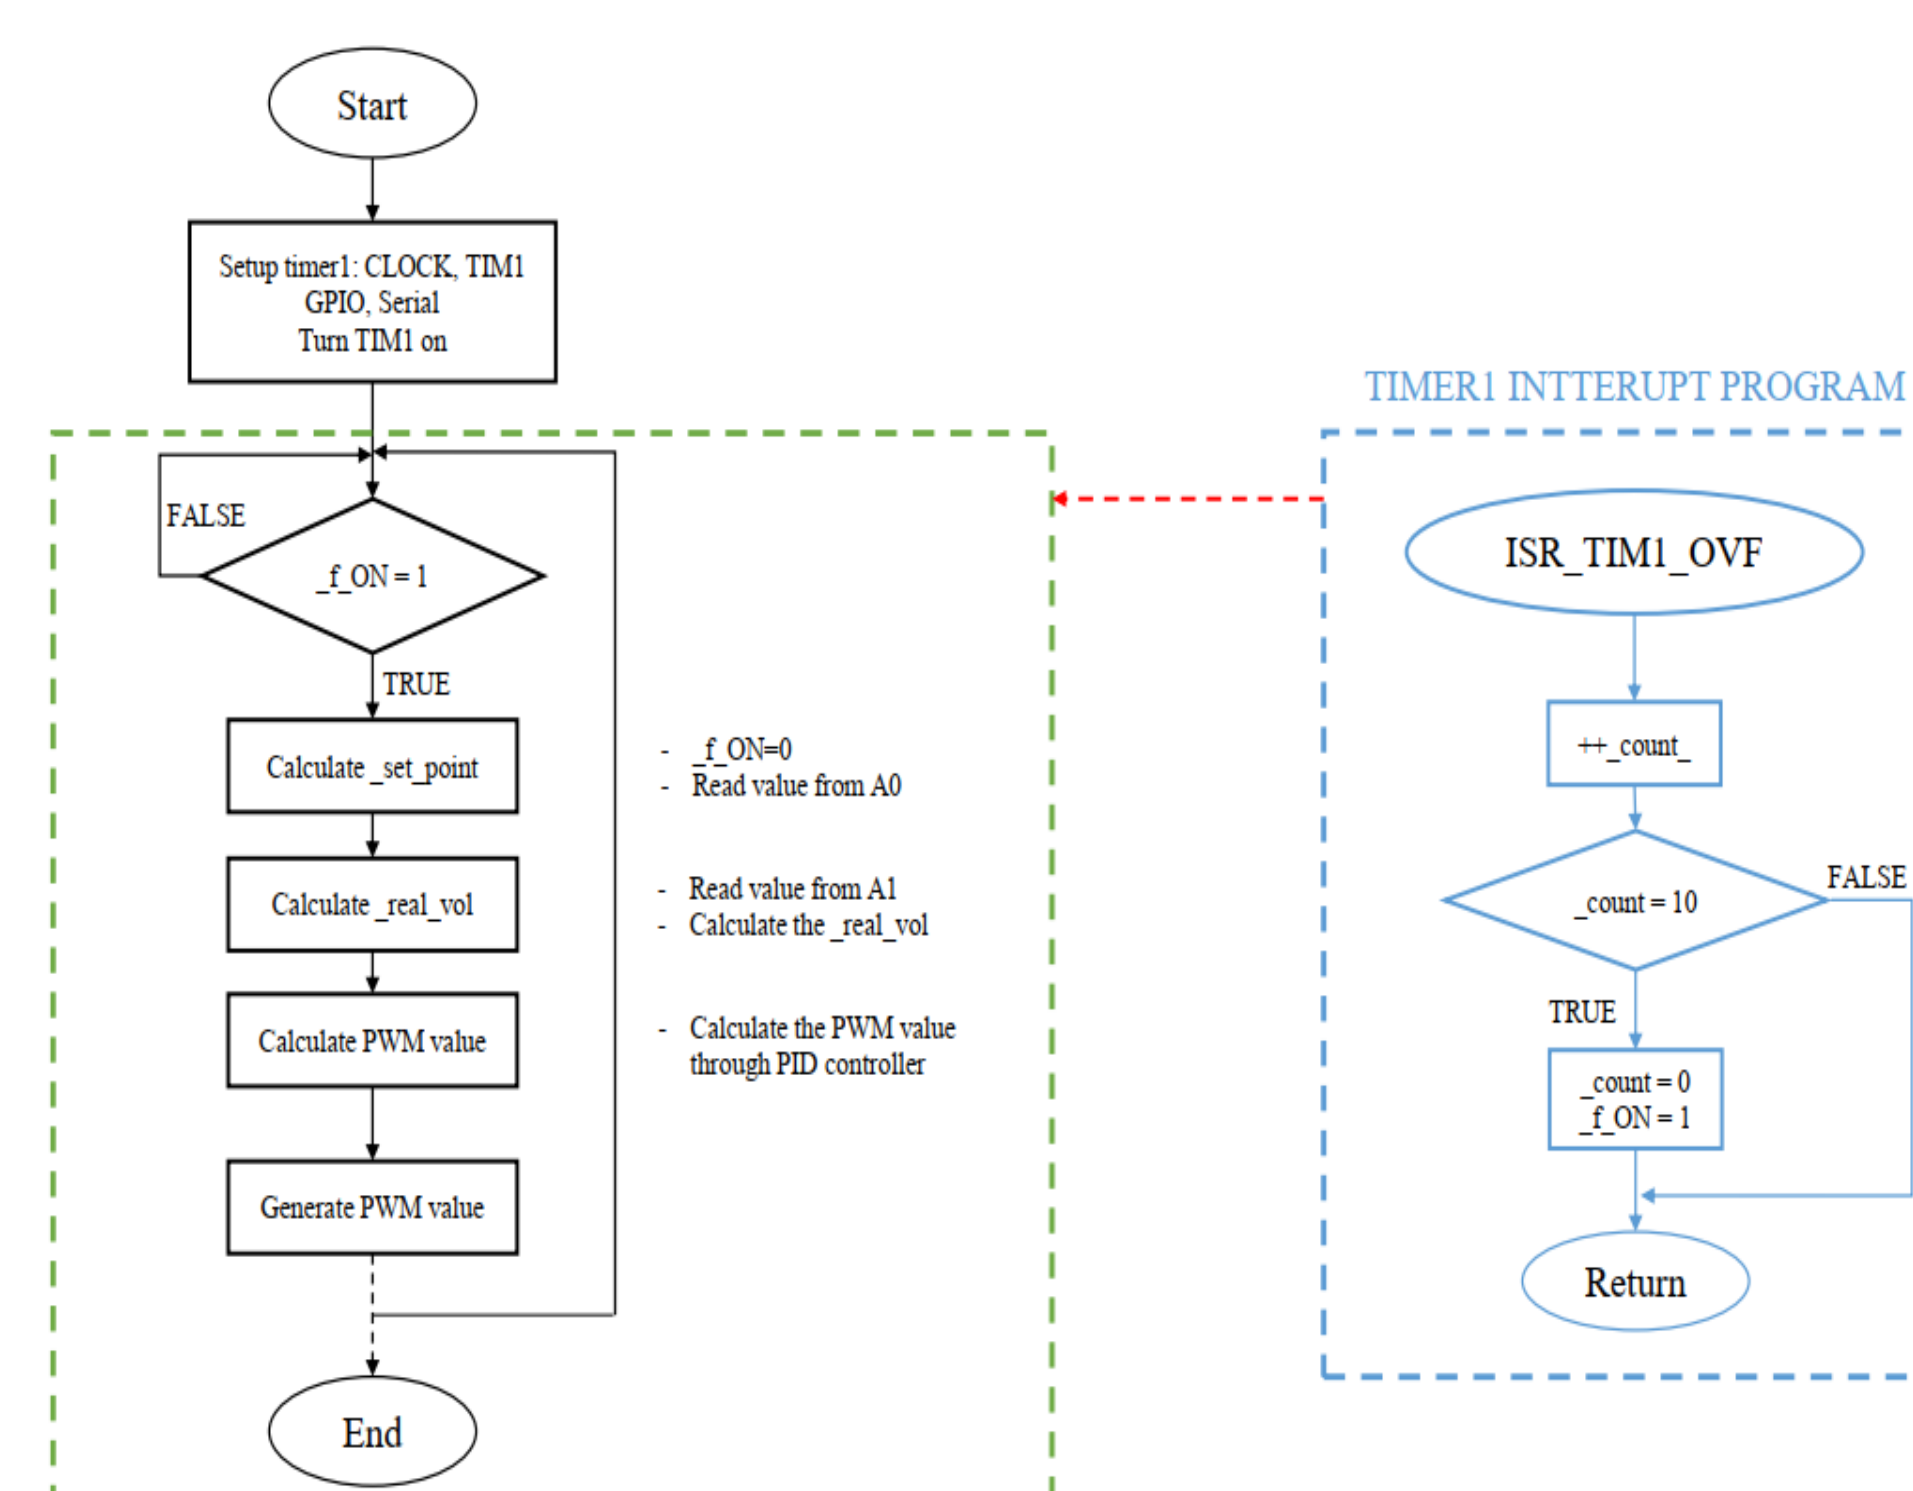 Start
Setup timer1: CLOCK, TIM1
GPIO, Serial
Turn TIM1 on
FALSE
_f_ON = 1
TRUE
Calculate _set_point
- _f_ON=0
- Read value from A0
Calculate _real_vol
- Read value from A1
- Calculate the _real_vol
Calculate PWM value
- Calculate the PWM value
through PID controller
Generate PWM value
End
TIMER1 INTTERUPT PROGRAM
ISR_TIM1_OVF
++_count_
_count = 10
FALSE
TRUE
_count = 0
_f_ON = 1
Return